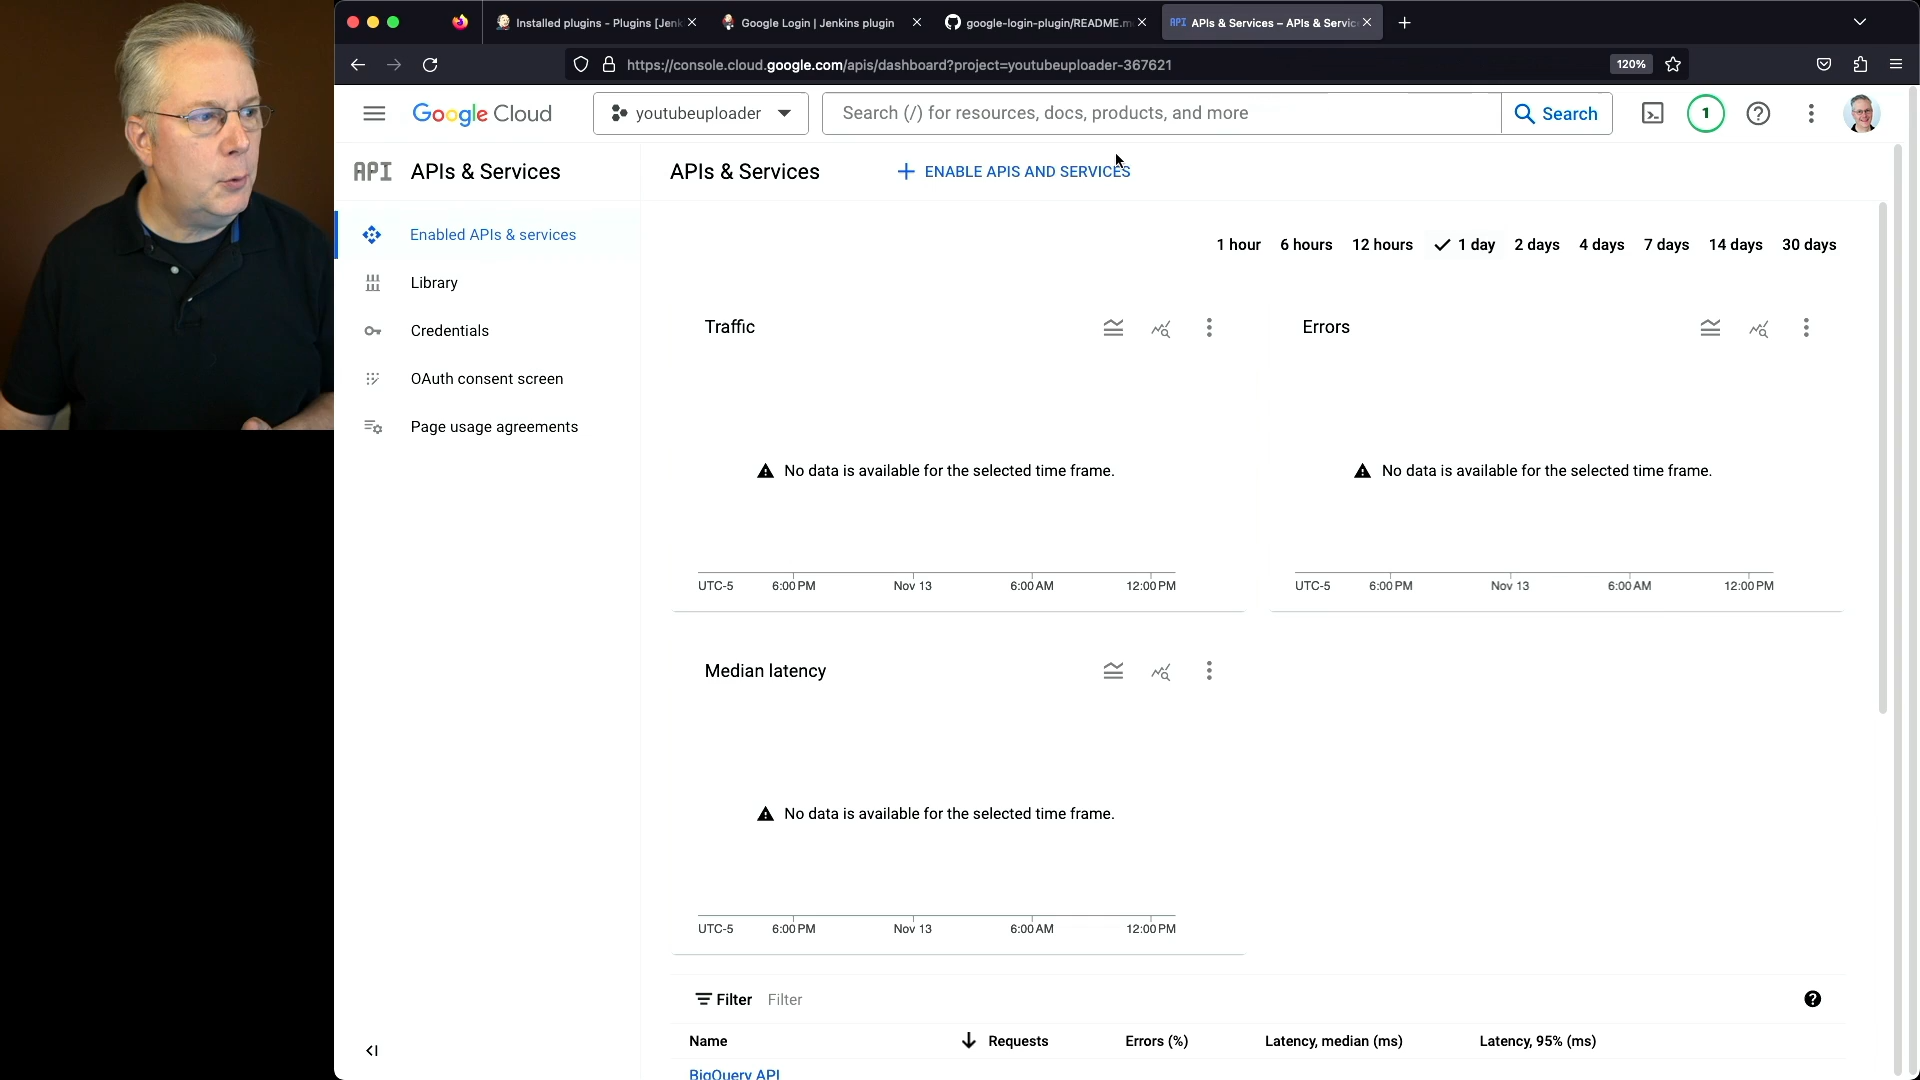 Installed plugins - Plugins [Jenk
Google Login | Jenkins plugin
google-login-plugin/README.m
API APIs & Services – APIs & Servic
https://console.cloud.google.com/apis/dashboard?project=youtubeuploader-367621
120%
Google Cloud
youtubeuploader
Search (/) for resources, docs, products, and more
Search
1
API APIs & Services
APIs & Services
ENABLE APIS AND SERVICES
Enabled APIs & services
Library
Credentials
OAuth consent screen
Page usage agreements
1 hour 6 hours 12 hours 1 day 2 days 4 days 7 days 14 days 30 days
Traffic
No data is available for the selected time frame.
UTC-5 6:00 PM Nov 13 6:00 AM 12:00 PM
Errors
No data is available for the selected time frame.
UTC-5 6:00 PM Nov 13 6:00 AM 12:00 PM
Median latency
No data is available for the selected time frame.
UTC-5 6:00 PM Nov 13 6:00 AM 12:00 PM
Filter Filter
Name Requests Errors (%) Latency, median (ms) Latency, 95% (ms)
BigQuery API